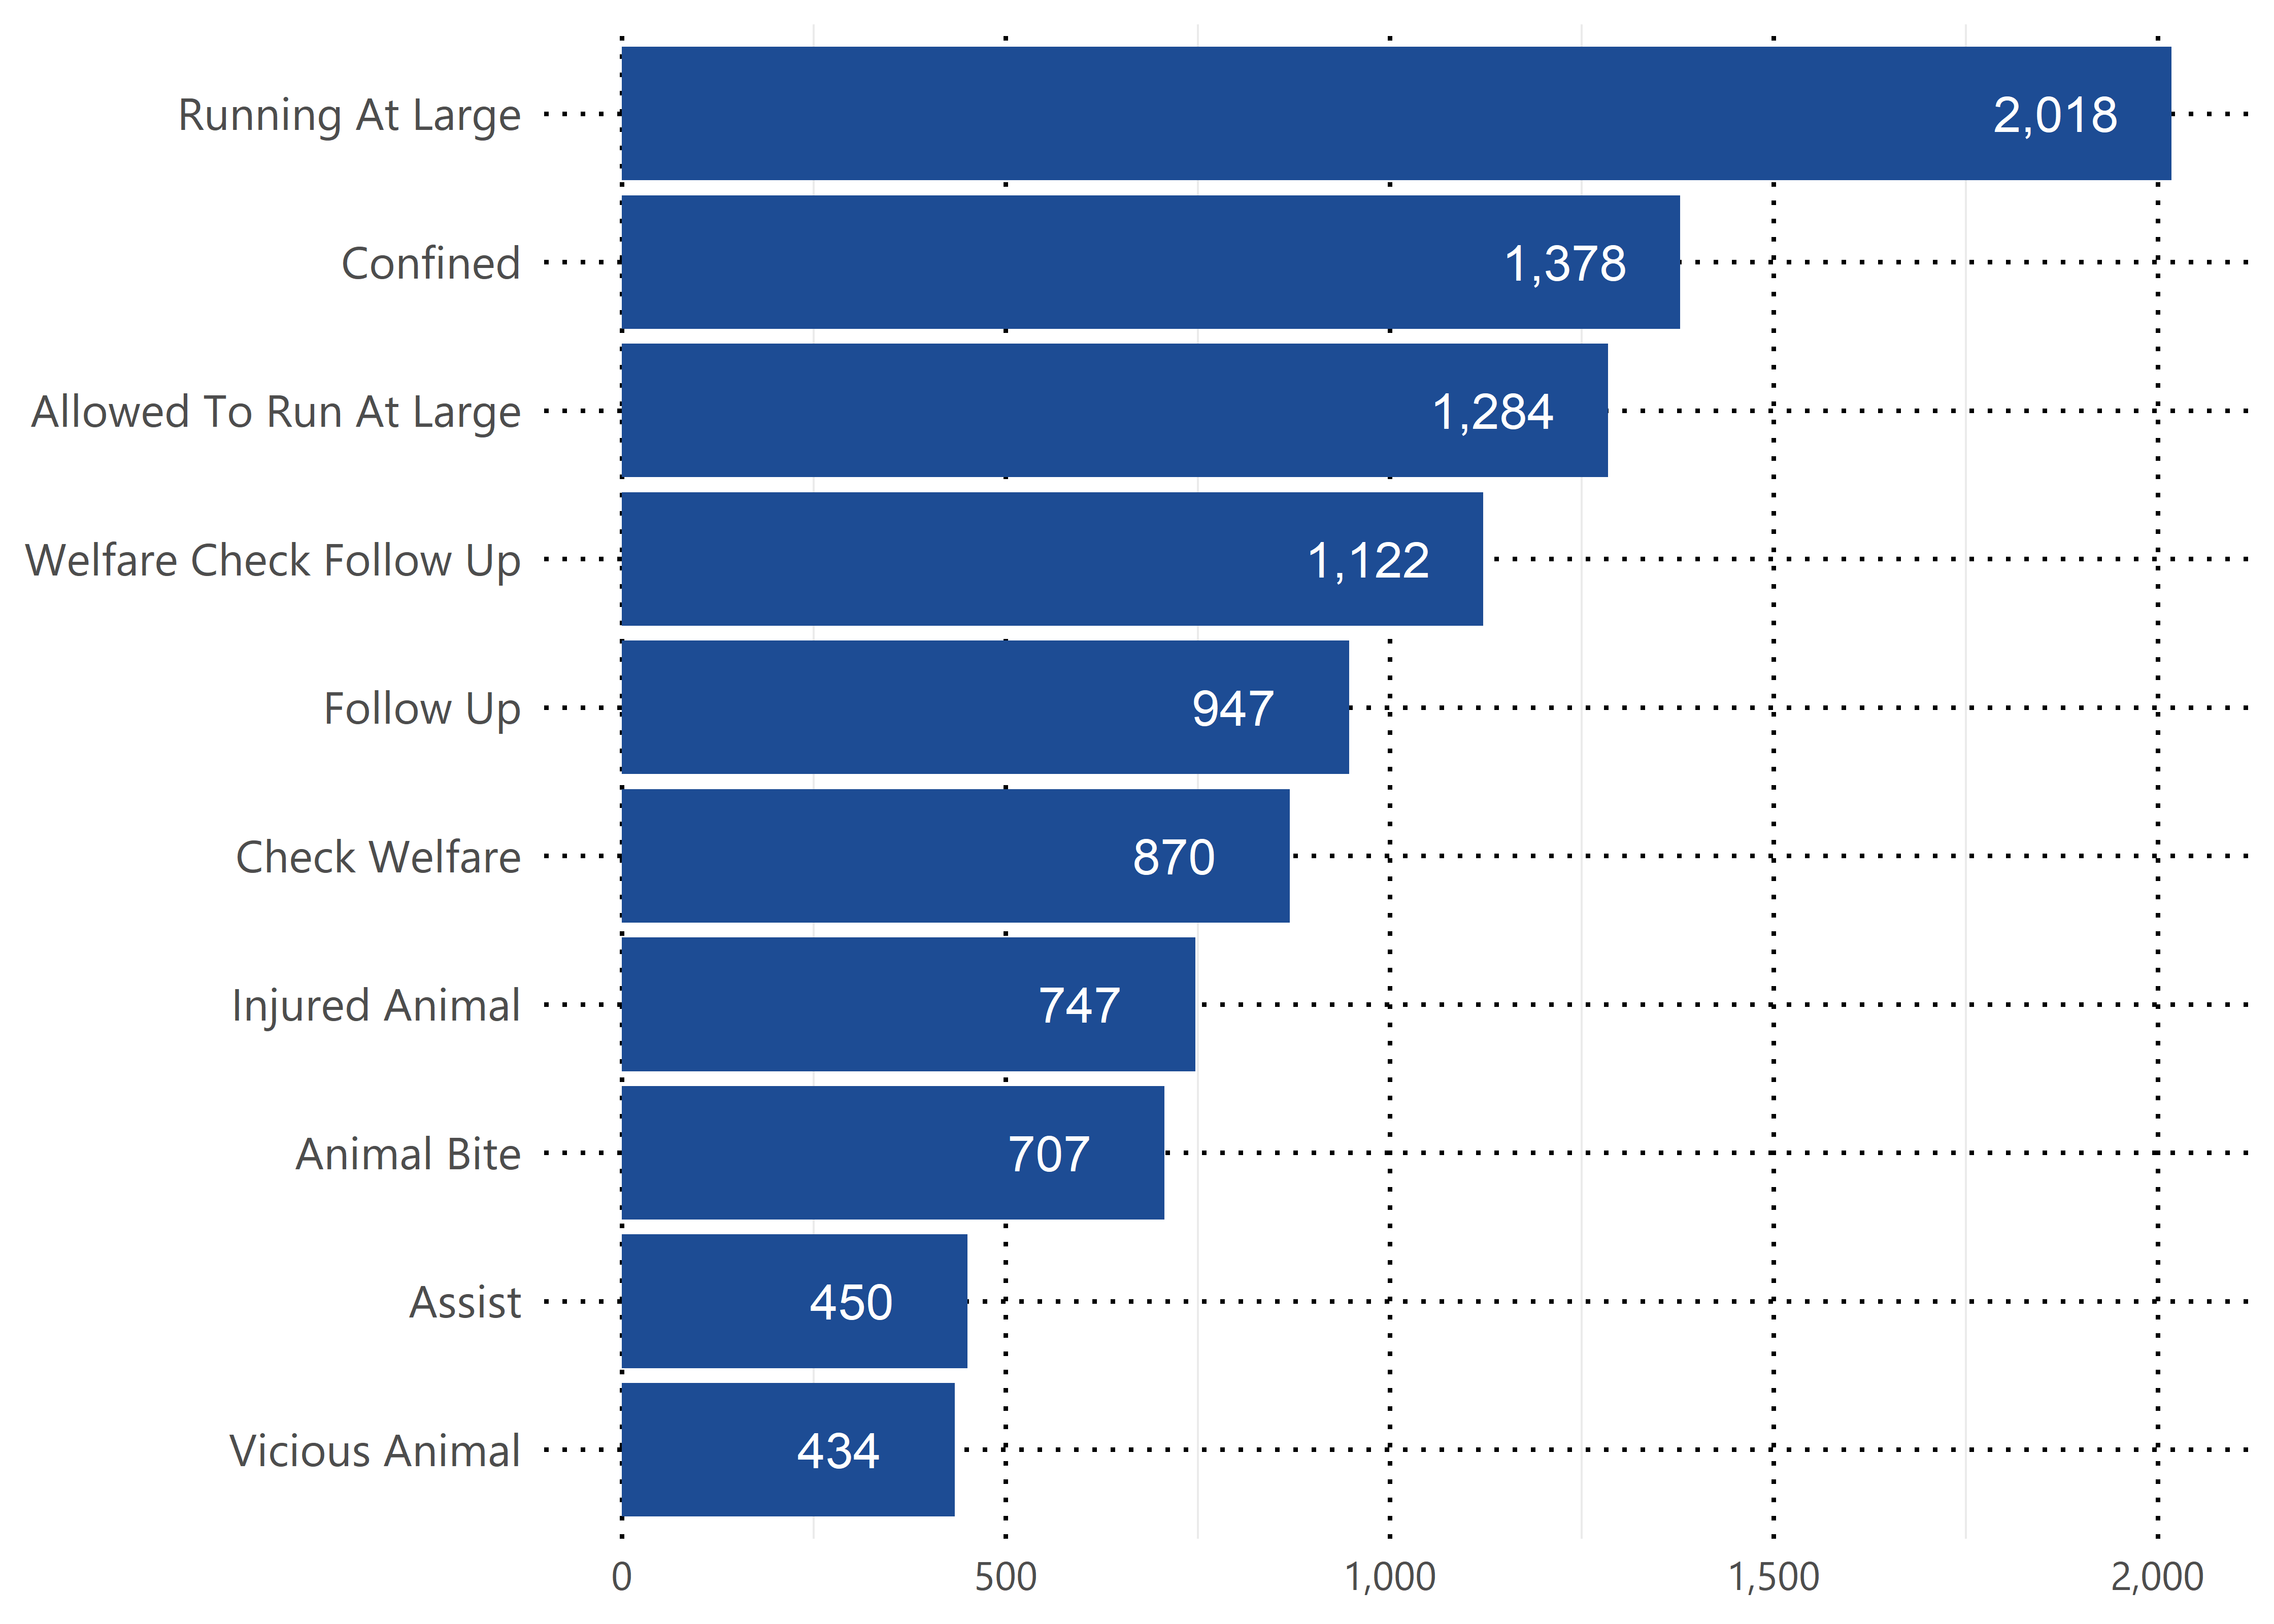 Running At Large 2,018
Confined 1,378
Allowed To Run At Large 1,284
Welfare Check Follow Up 1,122
Follow Up 947
Check Welfare 870
Injured Animal 747
Animal Bite 707
Assist 450
Vicious Animal 434
0 500 1,000 1,500 2,000